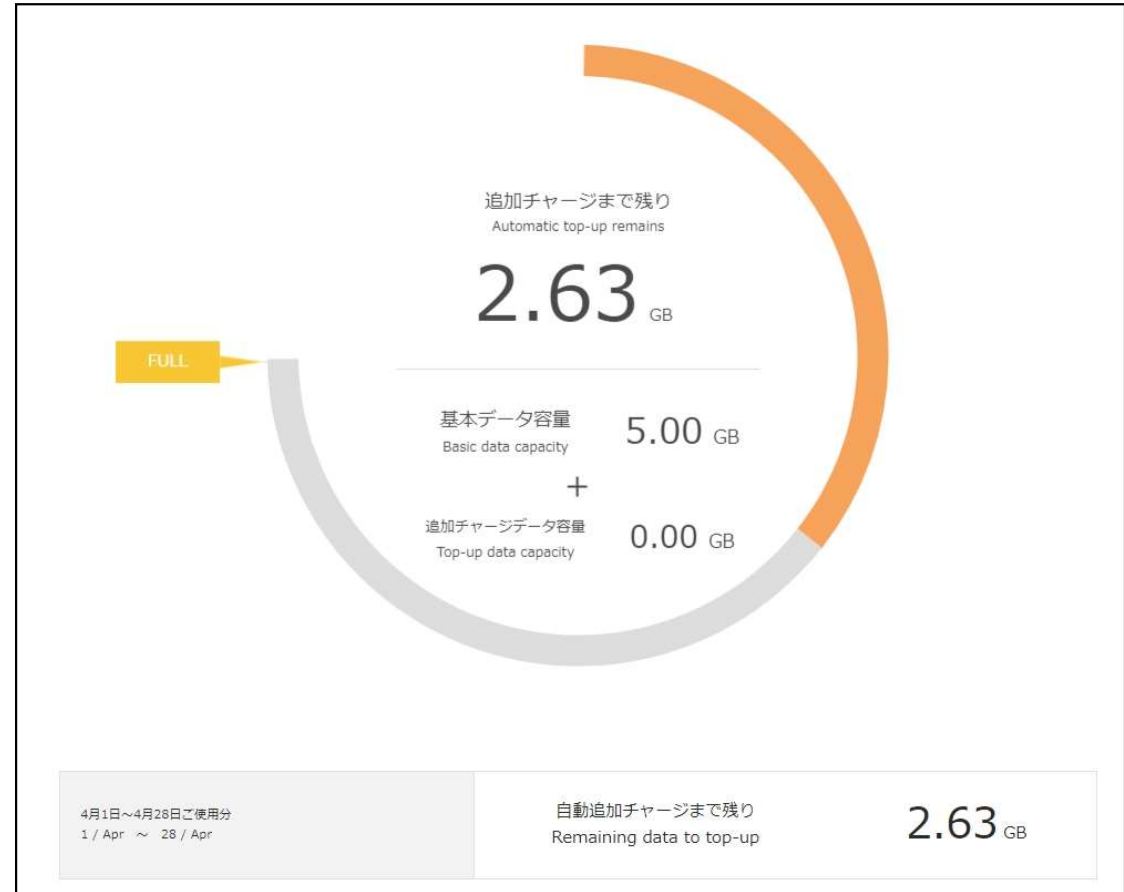 追加チャージまで残り
Automatic top-up remains
2.63 GB
FULL
基本データ容量
Basic data capacity
5.00 GB
+
追加チャージデータ容量
Top-up data capacity
0.00 GB
4月1日～4月28日ご使用分
1 / Apr ～ 28 / Apr
自動追加チャージまで残り
Remaining data to top-up
2.63 GB